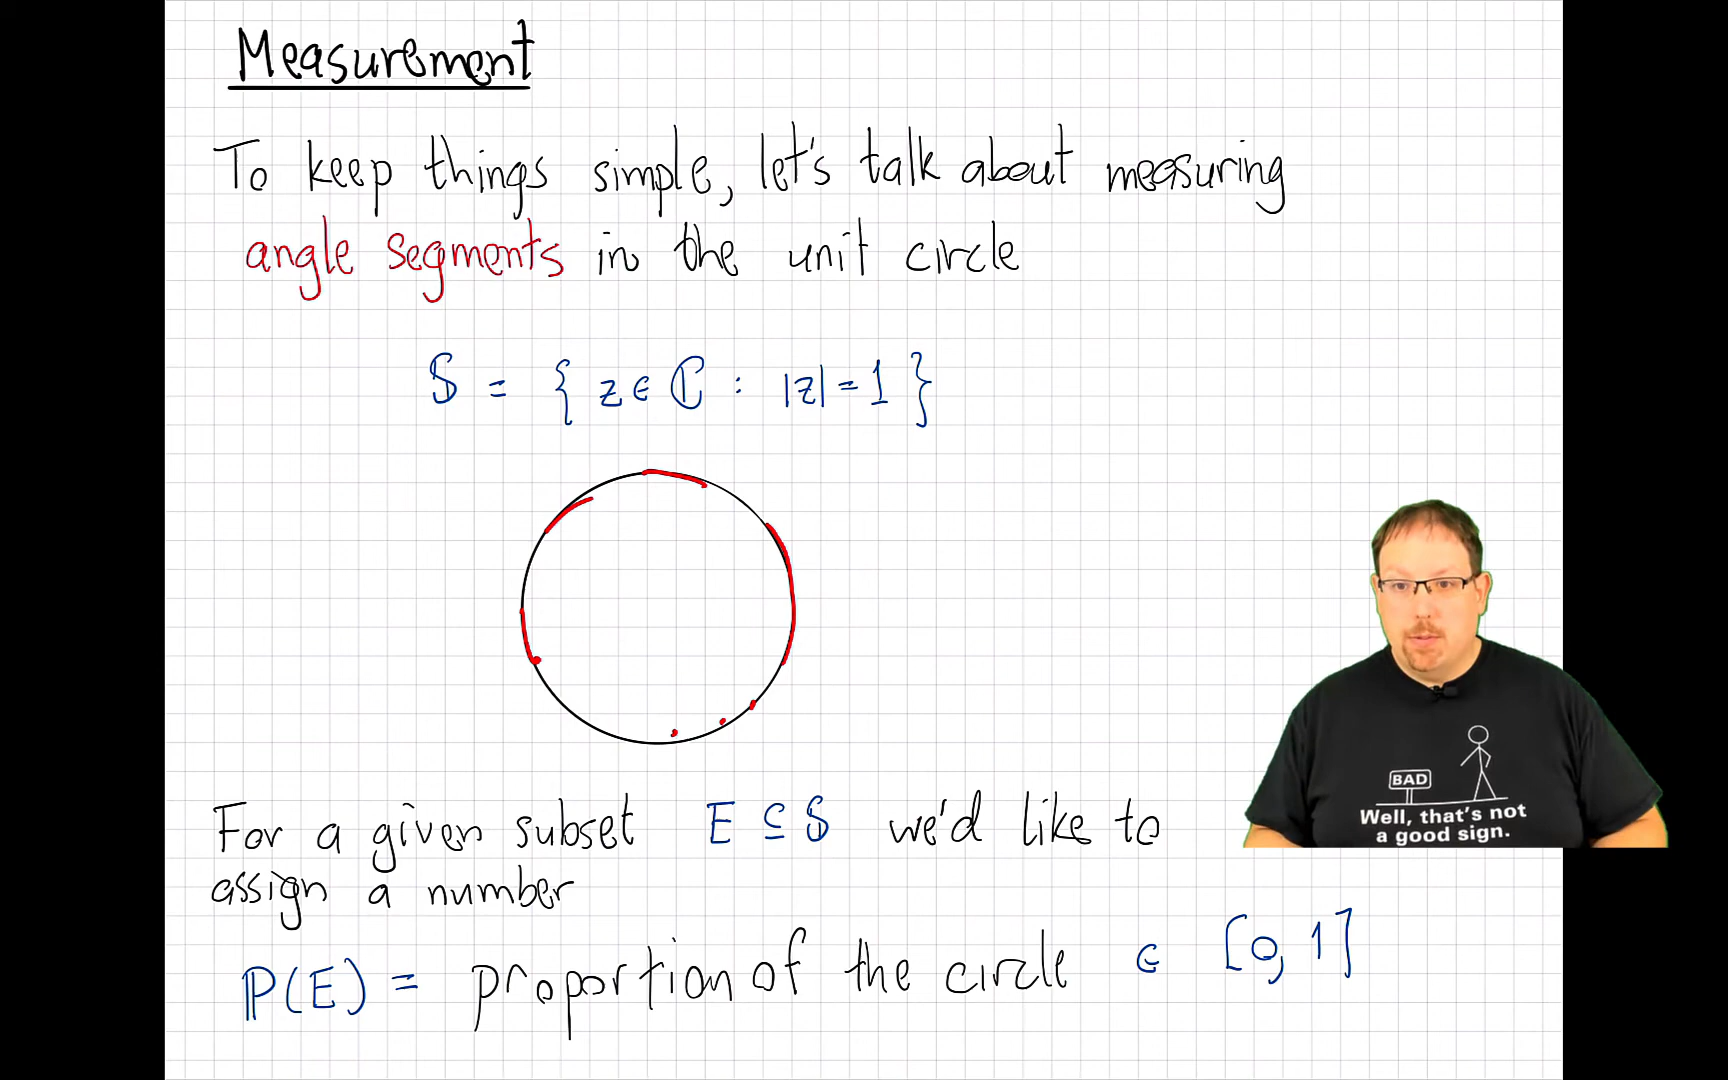 Measurement
To keep things simple, let's talk about measuring
angle segments in the unit circle
𝕊 = { z ∈ ℂ : |z| = 1 }
For a given subset E ⊆ 𝕊 we'd like to
assign a number
ℙ(E) = proportion of the circle ∈ [0, 1]
BAD
Well, that's not
a good sign.